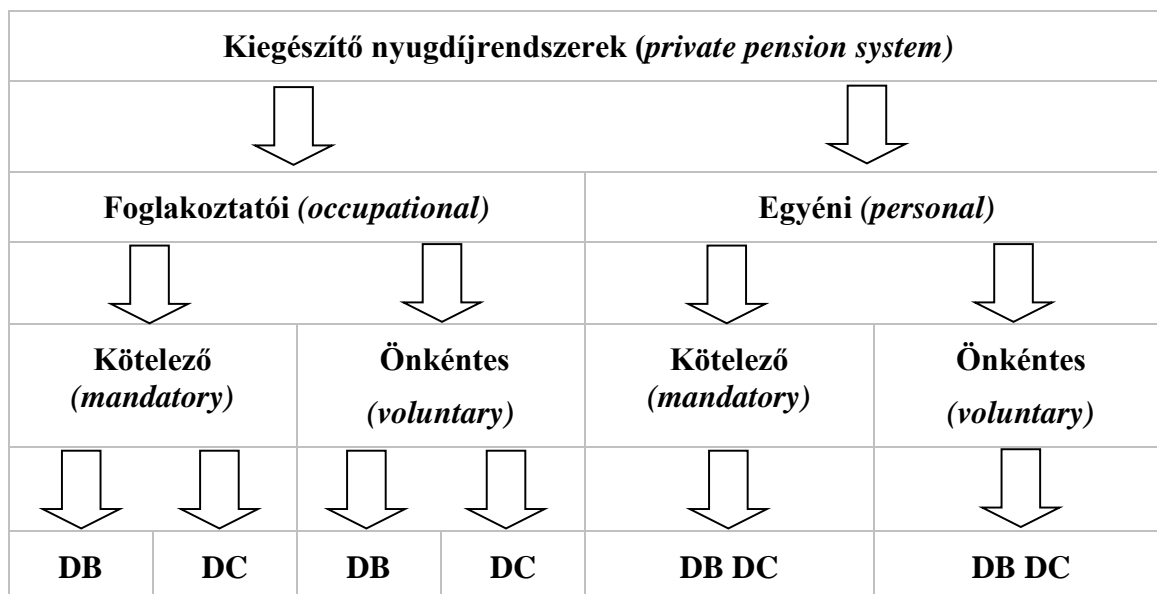 Kiegészítő nyugdíjrendszerek (private pension system)
Foglakoztatói (occupational)
Egyéni (personal)
Kötelező
(mandatory)
Önkéntes
(voluntary)
Kötelező
(mandatory)
Önkéntes
(voluntary)
DB
DC
DB
DC
DB DC
DB DC